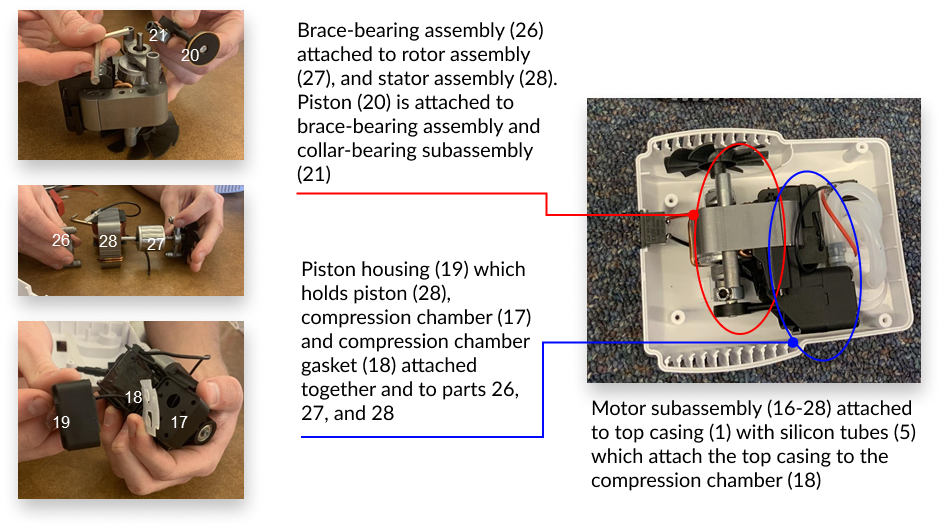 21
20
26
28
27
18
19
17
Brace-bearing assembly (26)
attached to rotor assembly
(27), and stator assembly (28).
Piston (20) is attached to
brace-bearing assembly and
collar-bearing subassembly
(21)
Piston housing (19) which
holds piston (28),
compression chamber (17)
and compression chamber
gasket (18) attached
together and to parts 26,
27, and 28
Motor subassembly (16-28) attached
to top casing (1) with silicon tubes (5)
which attach the top casing to the
compression chamber (18)